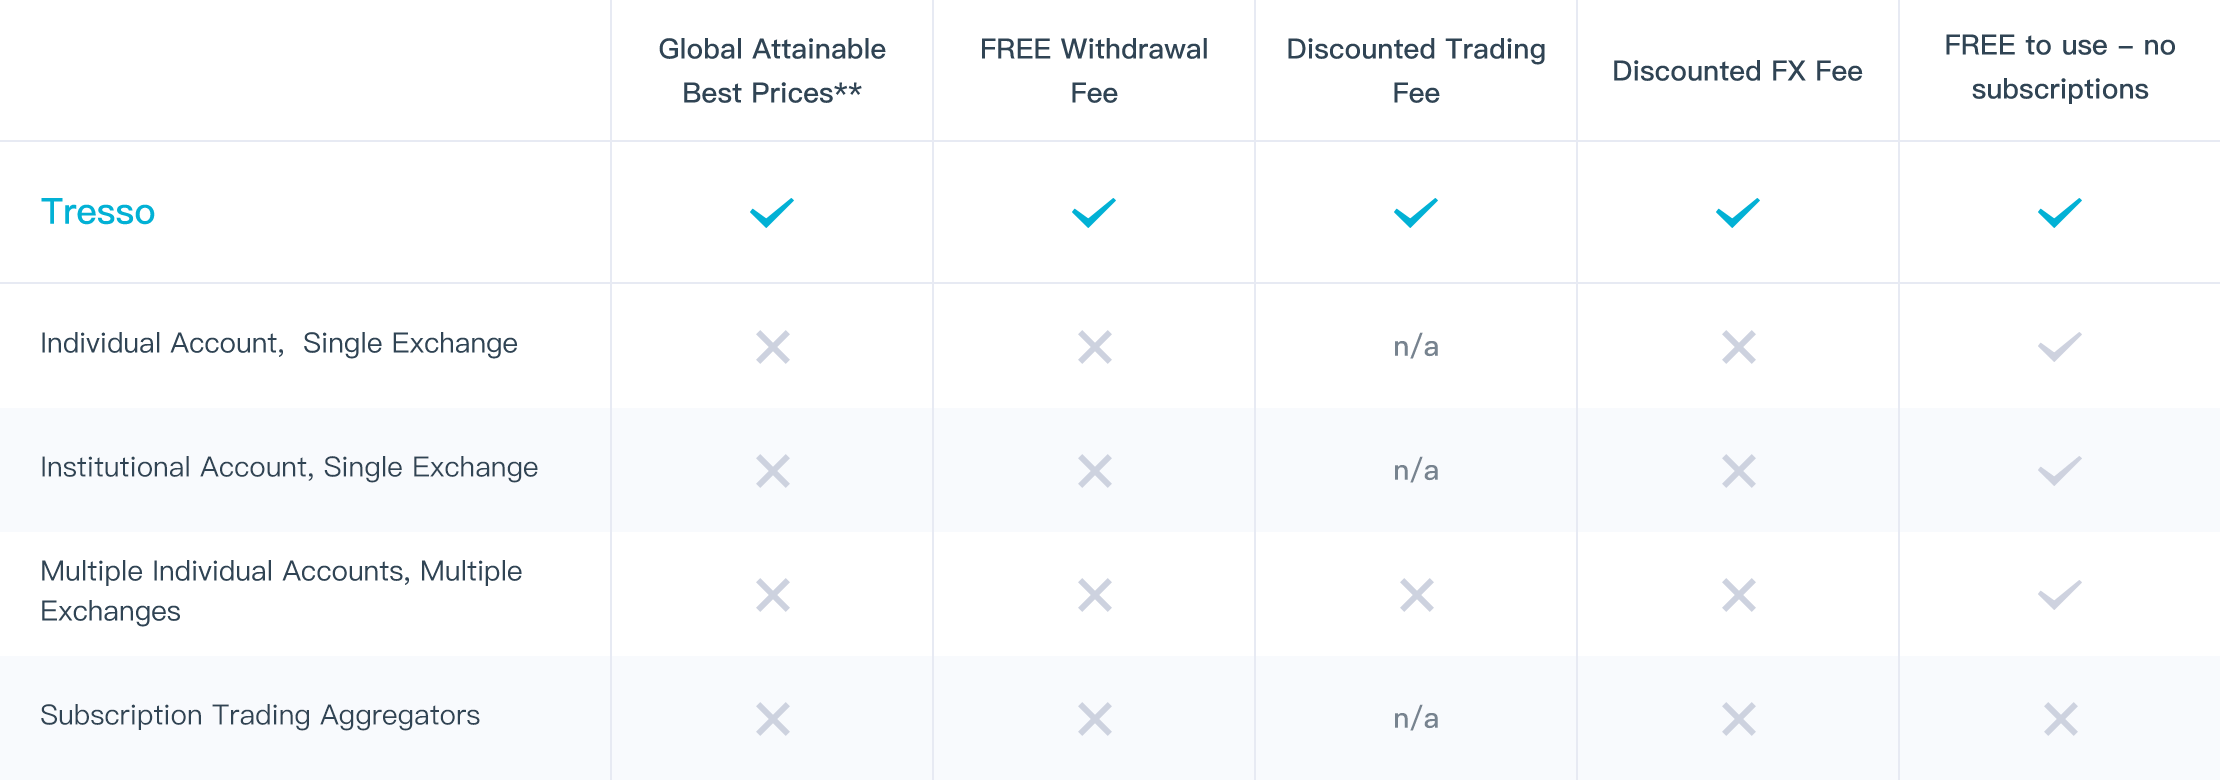 Global Attainable
Best Prices**
FREE Withdrawal
Fee
Discounted Trading
Fee
Discounted FX Fee
FREE to use – no
subscriptions
Tresso
Individual Account,  Single Exchange
n/a
Institutional Account, Single Exchange
n/a
Multiple Individual Accounts, Multiple
Exchanges
Subscription Trading Aggregators
n/a